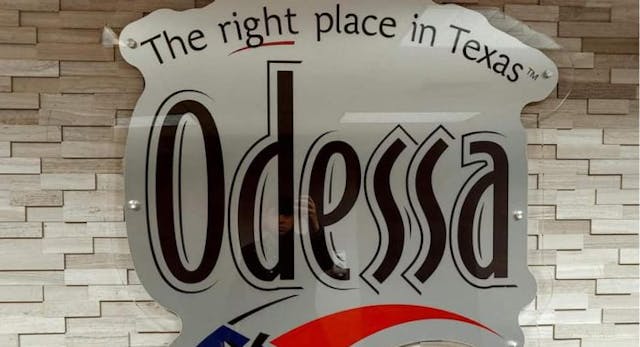 The right place in Texas™
Odessa